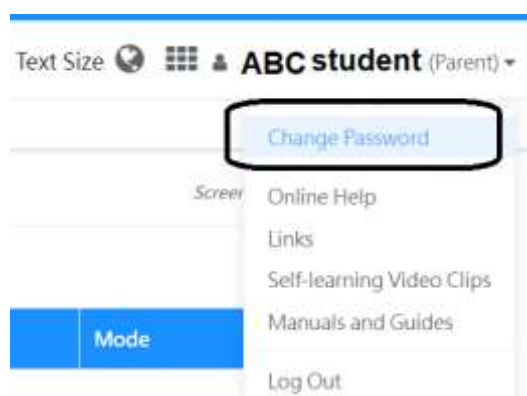 Text Size ABC student (Parent)
Change Password
Screen
Online Help
Links
Self-learning Video Clips
Manuals and Guides
Mode
Log Out